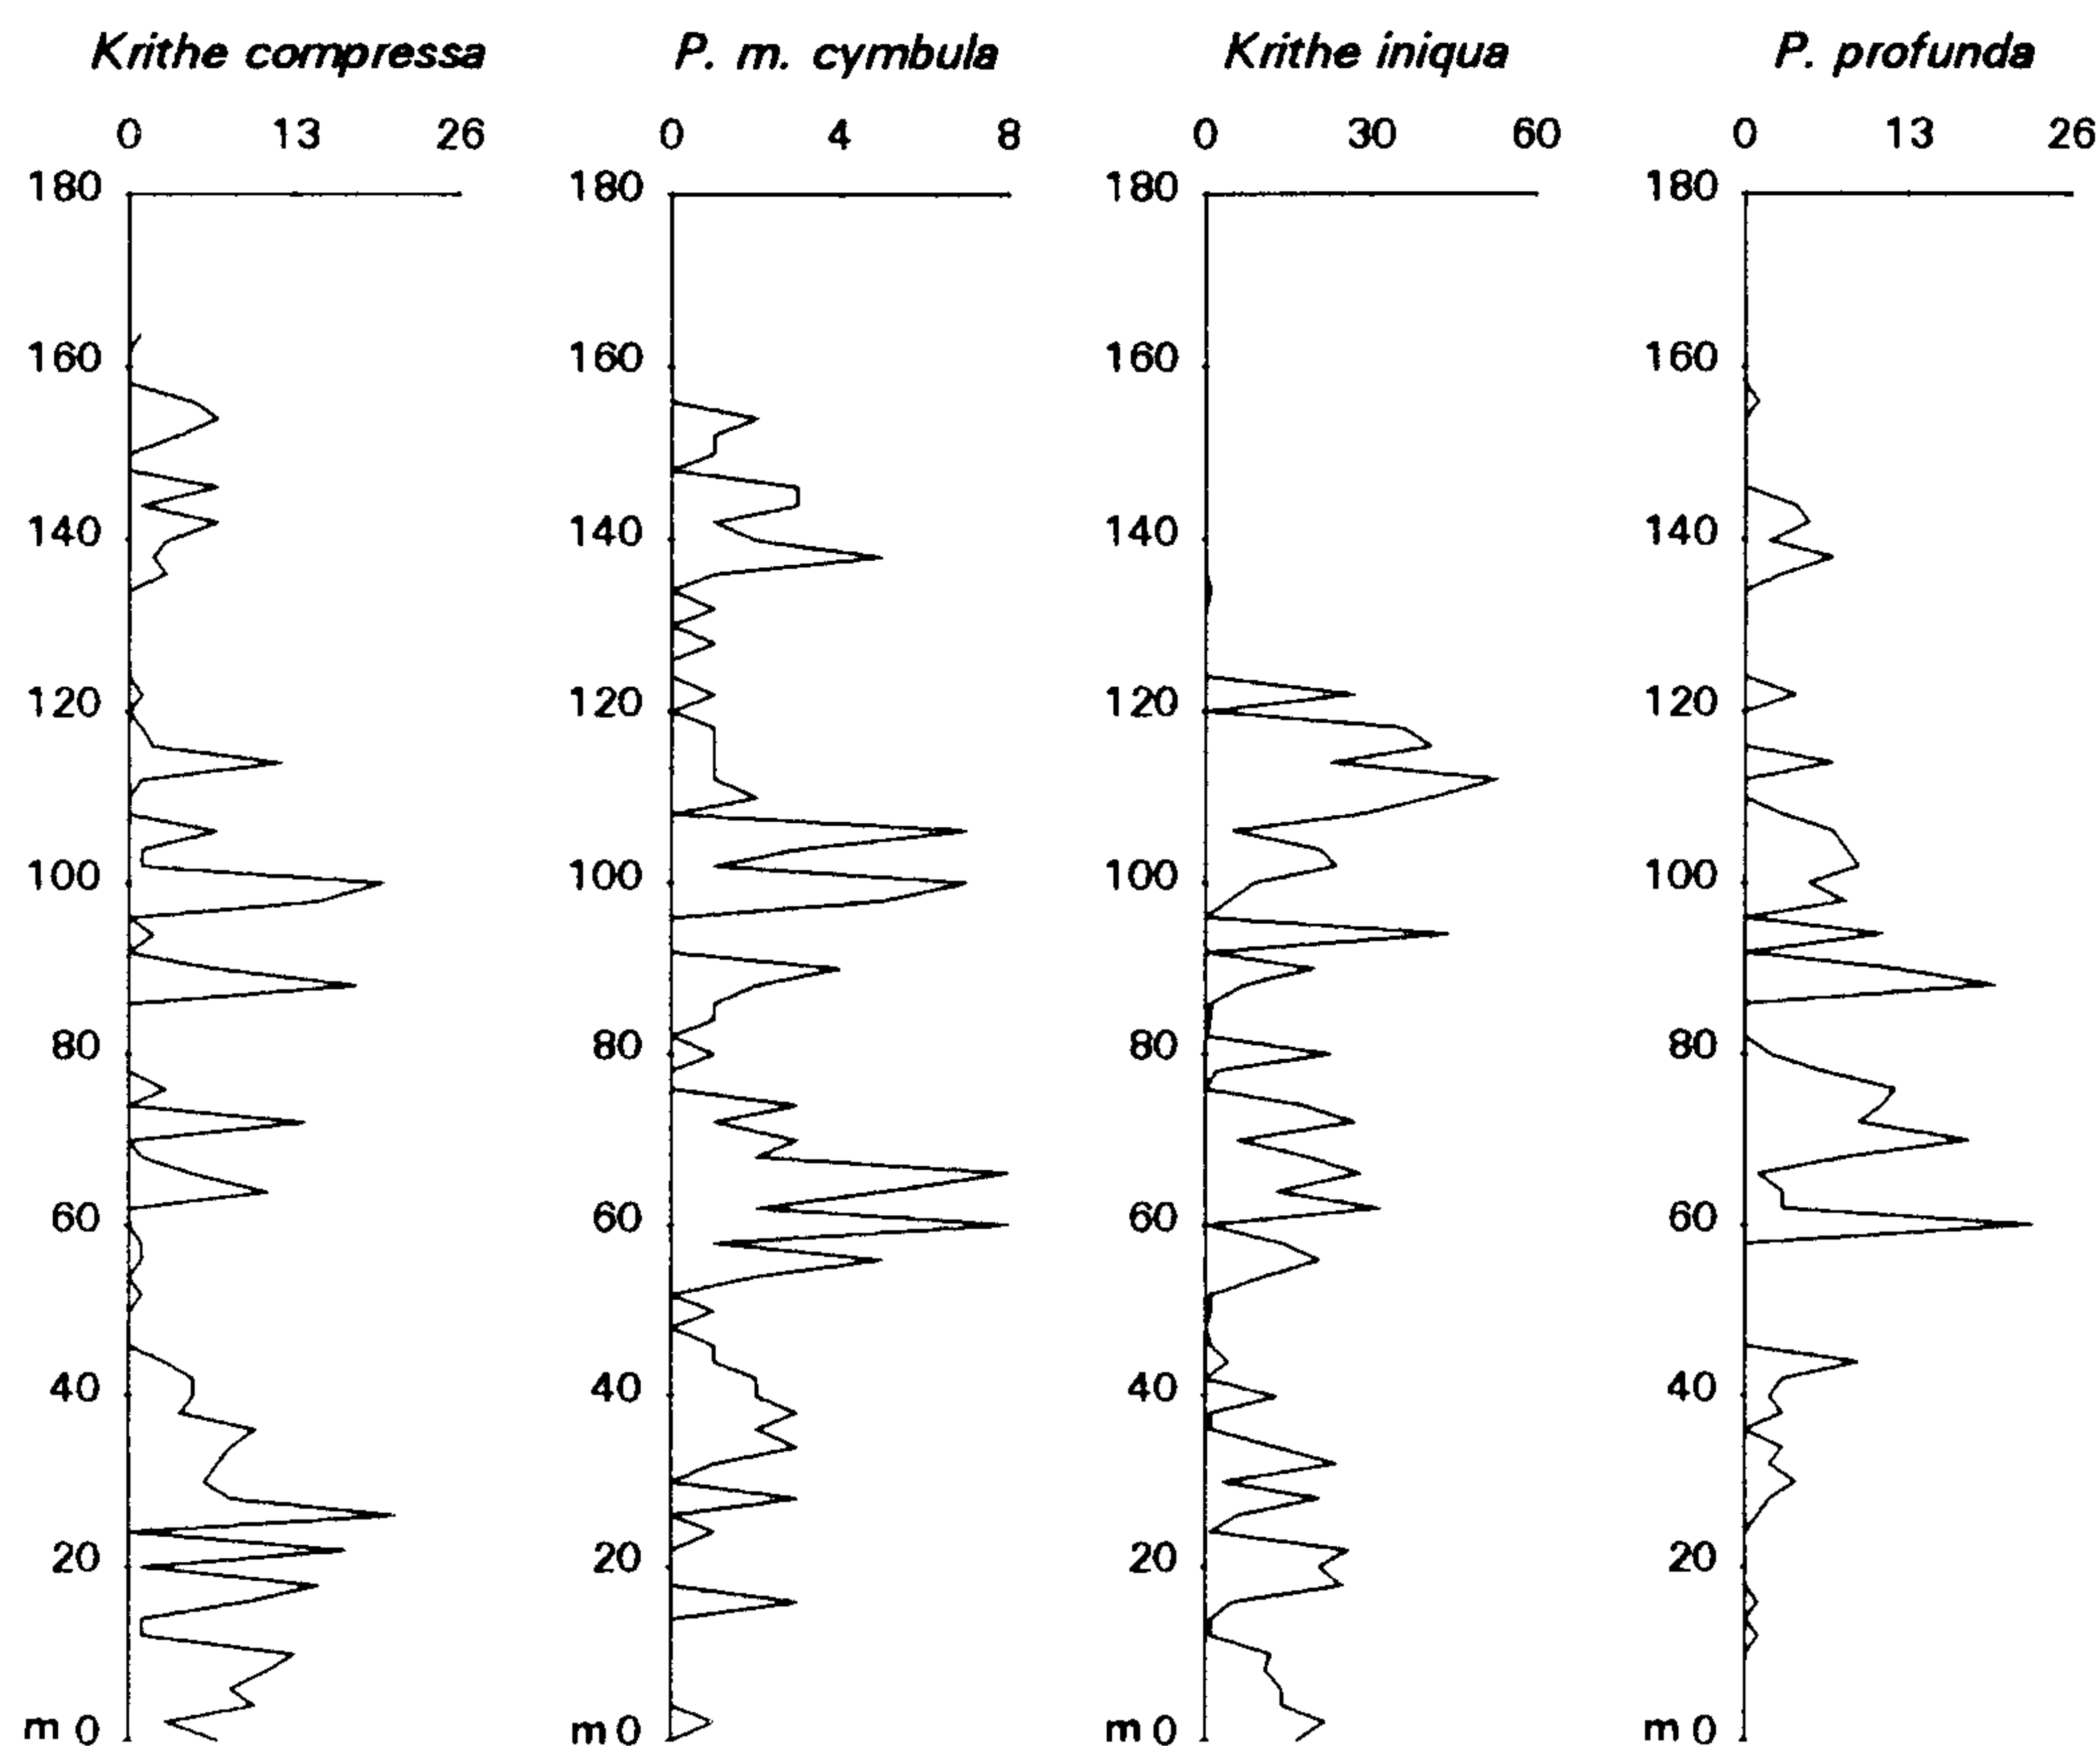 Krithe compressa P. m. cymbula Krithe iniqua P. profunda
0 13 26 0 4 8 0 30 60 0 13 26
180 180 180 180
160 160 160 160
140 140 140 140
120 120 120 120
100 100 100 100
80 80 80 80
60 60 60 60
40 40 40 40
20 20 20 20
m 0 m 0 m 0 m 0